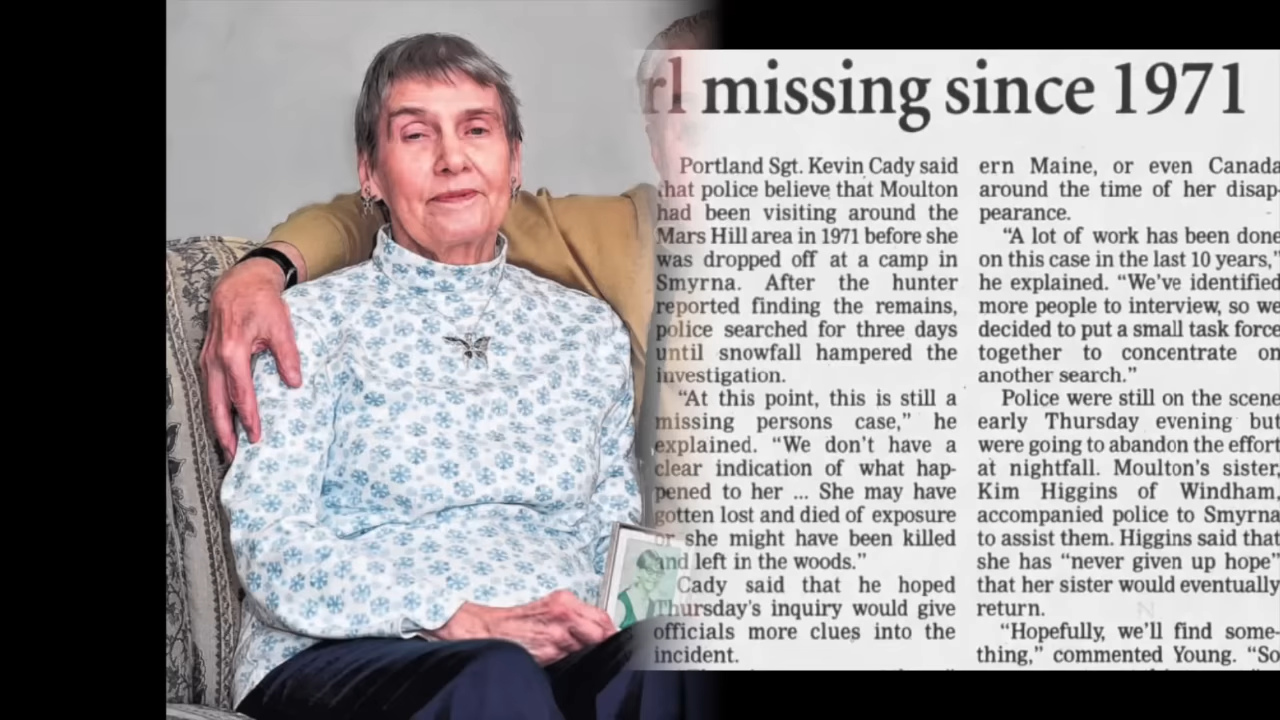 rl missing since 1971
Portland Sgt. Kevin Cady said
that police believe that Moulton
had been visiting around the
Mars Hill area in 1971 before she
was dropped off at a camp in
Smyrna. After the hunter
reported finding the remains,
police searched for three days
until snowfall hampered the
investigation.
"At this point, this is still a
missing persons case," he
explained. "We don't have a
clear indication of what hap-
pened to her ... She may have
gotten lost and died of exposure
or she might have been killed
and left in the woods."
Cady said that he hoped
Thursday's inquiry would give
officials more clues into the
incident.
ern Maine, or even Canada
around the time of her disap-
pearance.
"A lot of work has been done
on this case in the last 10 years,"
he explained. "We've identified
more people to interview, so we
decided to put a small task force
together to concentrate on
another search."
Police were still on the scene
early Thursday evening but
were going to abandon the effort
at nightfall. Moulton's sister,
Kim Higgins of Windham,
accompanied police to Smyrna
to assist them. Higgins said that
she has "never given up hope"
that her sister would eventually
return.
"Hopefully, we'll find some-
thing," commented Young. "So